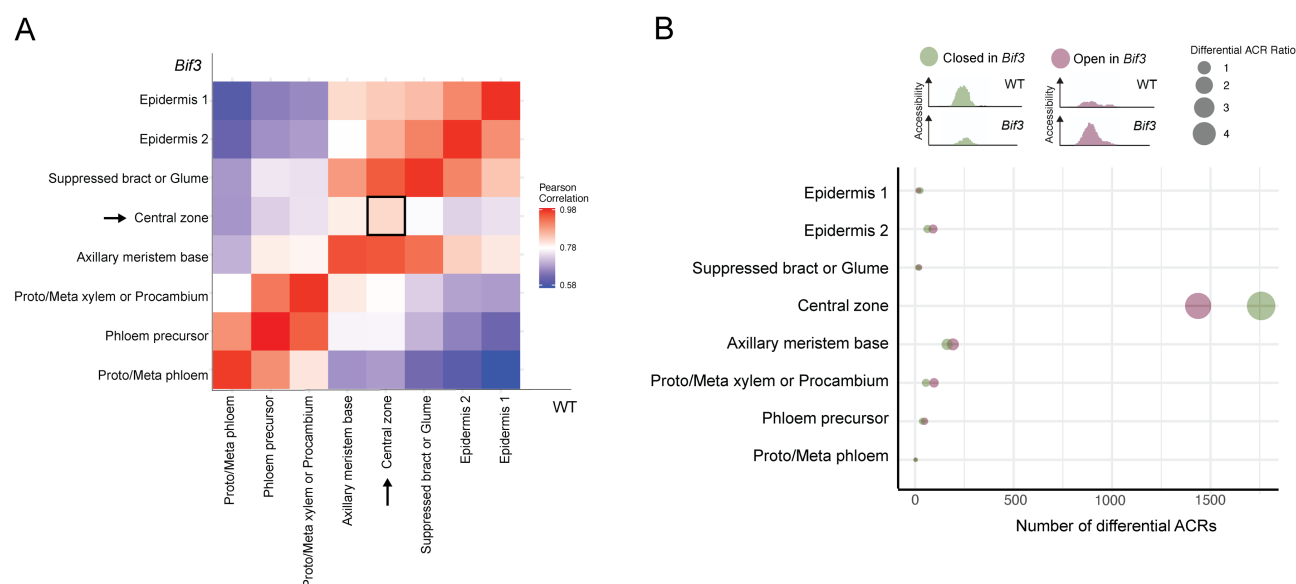 A
Bif3
Epidermis 1
Epidermis 2
Suppressed bract or Glume
Central zone
Axillary meristem base
Proto/Meta xylem or Procambium
Phloem precursor
Proto/Meta phloem
WT
Proto/Meta phloem
Phloem precursor
Proto/Meta xylem or Procambium
Axillary meristem base
Central zone
Suppressed bract or Glume
Epidermis 2
Epidermis 1
Pearson
Correlation
0.98
0.78
0.58
B
Closed in Bif3
Open in Bif3
Accessibility
WT
Bif3
Accessibility
WT
Bif3
Differential ACR Ratio
1
2
3
4
Epidermis 1
Epidermis 2
Suppressed bract or Glume
Central zone
Axillary meristem base
Proto/Meta xylem or Procambium
Phloem precursor
Proto/Meta phloem
0
500
1000
1500
Number of differential ACRs